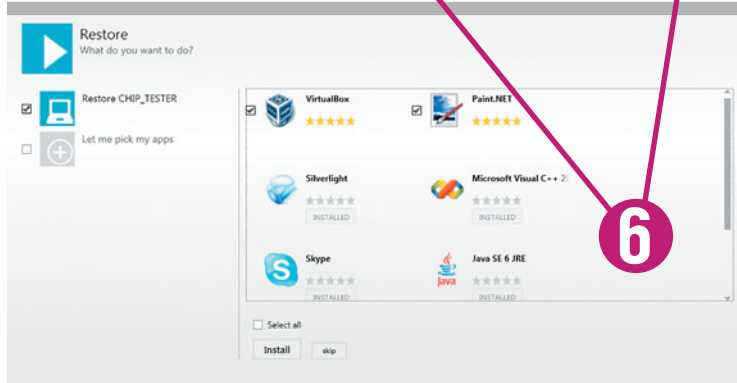 Restore
What do you want to do?
Restore CHIP_TESTER
Let me pick my apps
VirtualBox
Paint.NET
Silverlight
INSTALLED
Microsoft Visual C++ 20
INSTALLED
Skype
INSTALLED
Java
Java SE 6 JRE
INSTALLED
6
Select all
Install
skip